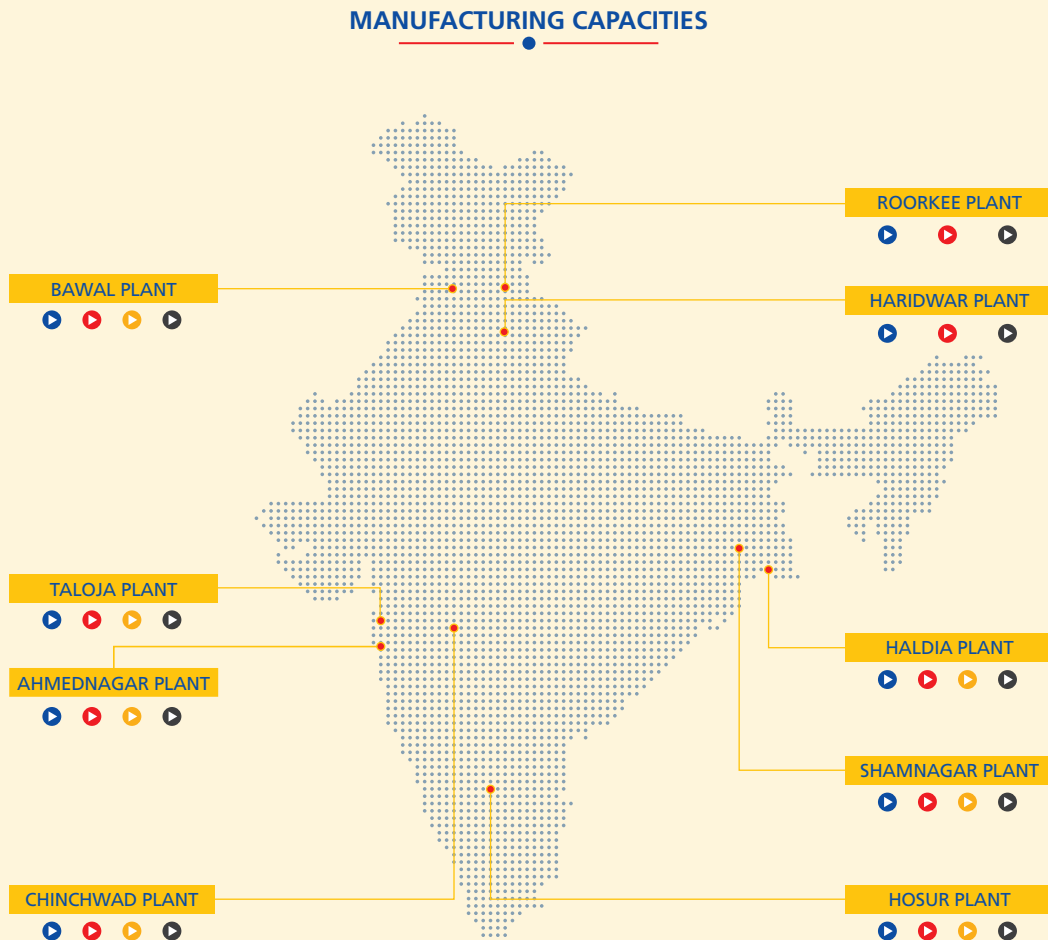 MANUFACTURING CAPACITIES
ROORKEE PLANT
BAWAL PLANT
HARIDWAR PLANT
TALOJA PLANT
HALDIA PLANT
AHMEDNAGAR PLANT
SHAMNAGAR PLANT
CHINCHWAD PLANT
HOSUR PLANT